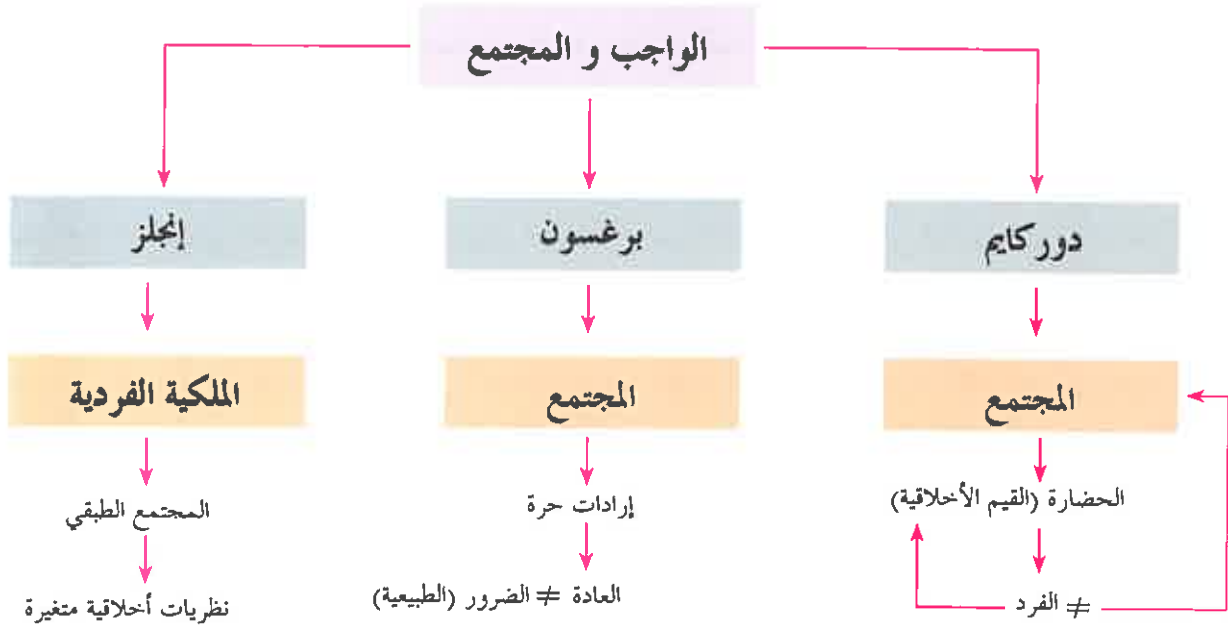 الواجب و المجتمع
دوركايم
المجتمع
الحضارة (القيم الأخلاقية)
≠ الفرد
برغسون
المجتمع
إرادات حرة
العادة ≠ الضرور (الطبيعية)
إنجلز
الملكية الفردية
المجتمع الطبقي
نظريات أخلاقية متغيرة